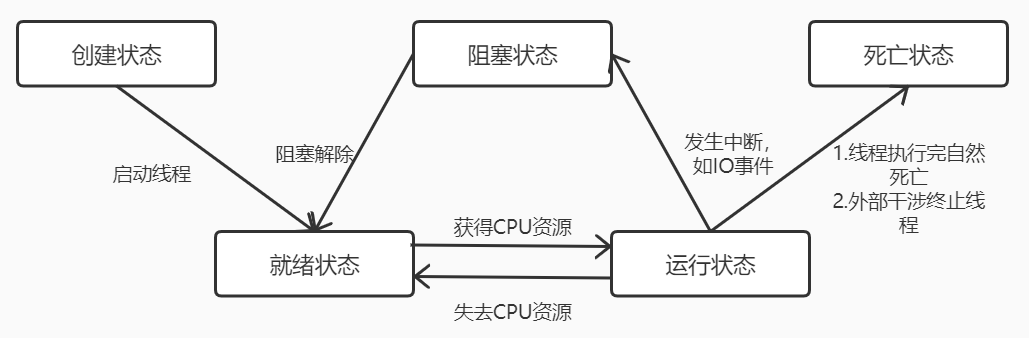 创建状态
阻塞状态
死亡状态
启动线程
阻塞解除
发生中断，
如IO事件
1.线程执行完自然
死亡
2.外部干涉终止线
程
就绪状态
获得CPU资源
运行状态
失去CPU资源